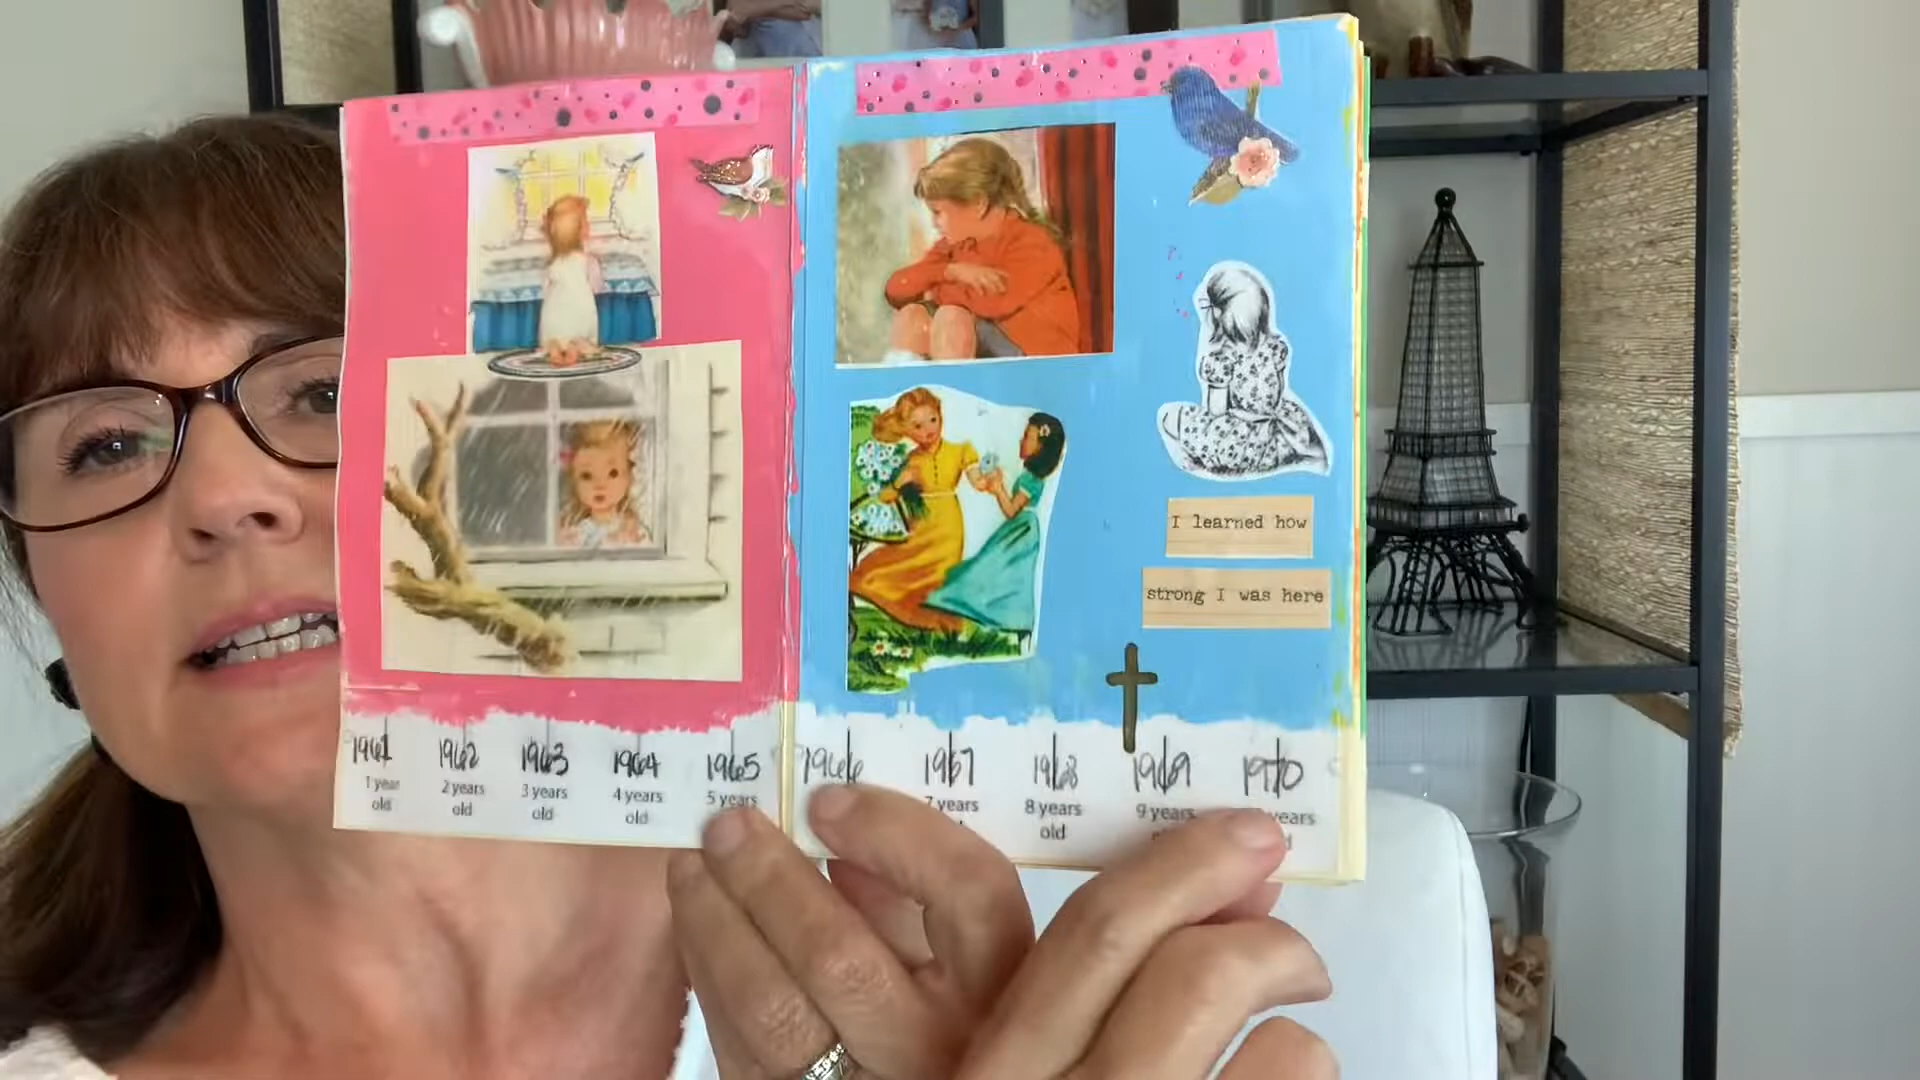 I learned how
strong I was here
1961 1962 1963 1964 1965 1966 1967 1968 1969 1970
1 year 2 years 3 years 4 years 5 years 7 years 8 years 9 years years
old old old old old